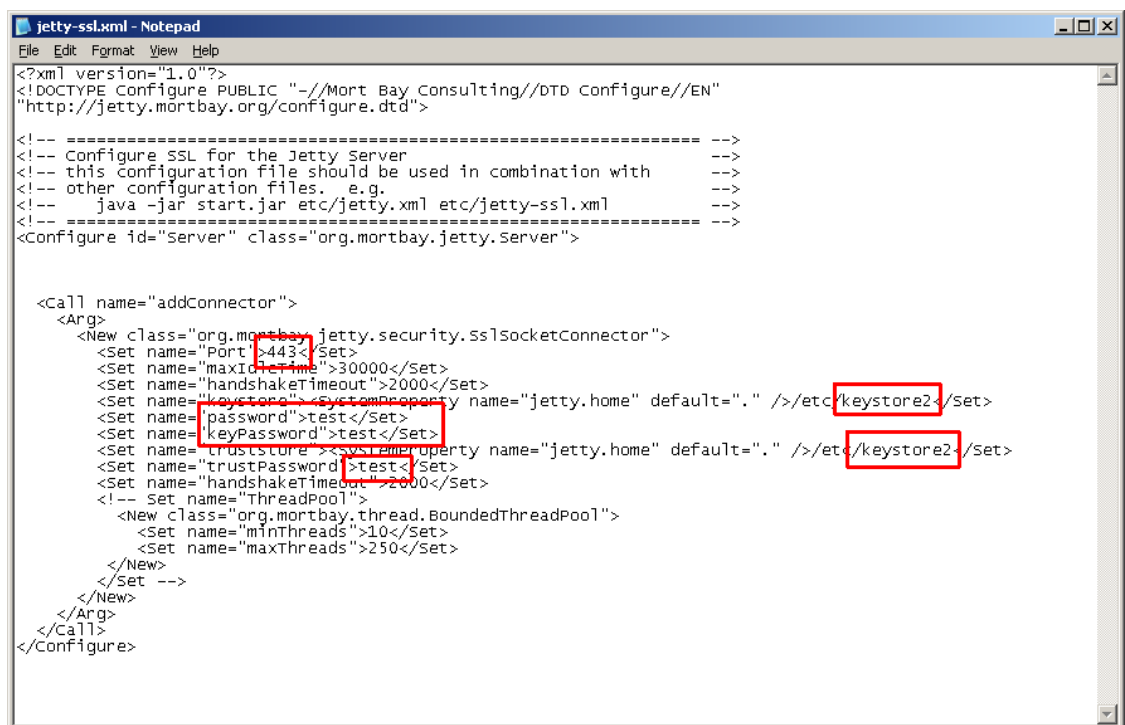 jetty-ssl.xml - Notepad
File Edit Format View Help
<?xml version="1.0"?>
<!DOCTYPE Configure PUBLIC "-//Mort Bay Consulting//DTD Configure//EN"
"http://jetty.mortbay.org/configure.dtd">
<!-- =============================================================== -->
<!-- Configure SSL for the Jetty Server -->
<!-- this configuration file should be used in combination with -->
<!-- other configuration files. e.g. -->
<!-- java -jar start.jar etc/jetty.xml etc/jetty-ssl.xml -->
<!-- =============================================================== -->
<Configure id="Server" class="org.mortbay.jetty.Server">
<Call name="addConnector">
<Arg>
<New class="org.mortbay.jetty.security.SslSocketConnector">
<Set name="Port">443</Set>
<Set name="maxIdleTime">30000</Set>
<Set name="handshakeTimeout">2000</Set>
<Set name="keystore"><SystemProperty name="jetty.home" default="." />/etc/keystore2</Set>
<Set name="password">test</Set>
<Set name="keyPassword">test</Set>
<Set name="truststore"><SystemProperty name="jetty.home" default="." />/etc/keystore2</Set>
<Set name="trustPassword">test</Set>
<Set name="handshakeTimeout">2000</Set>
<!-- Set name="ThreadPool">
<New class="org.mortbay.thread.BoundedThreadPool">
<Set name="minThreads">10</Set>
<Set name="maxThreads">250</Set>
</New>
</Set -->
</New>
</Arg>
</Call>
</Configure>